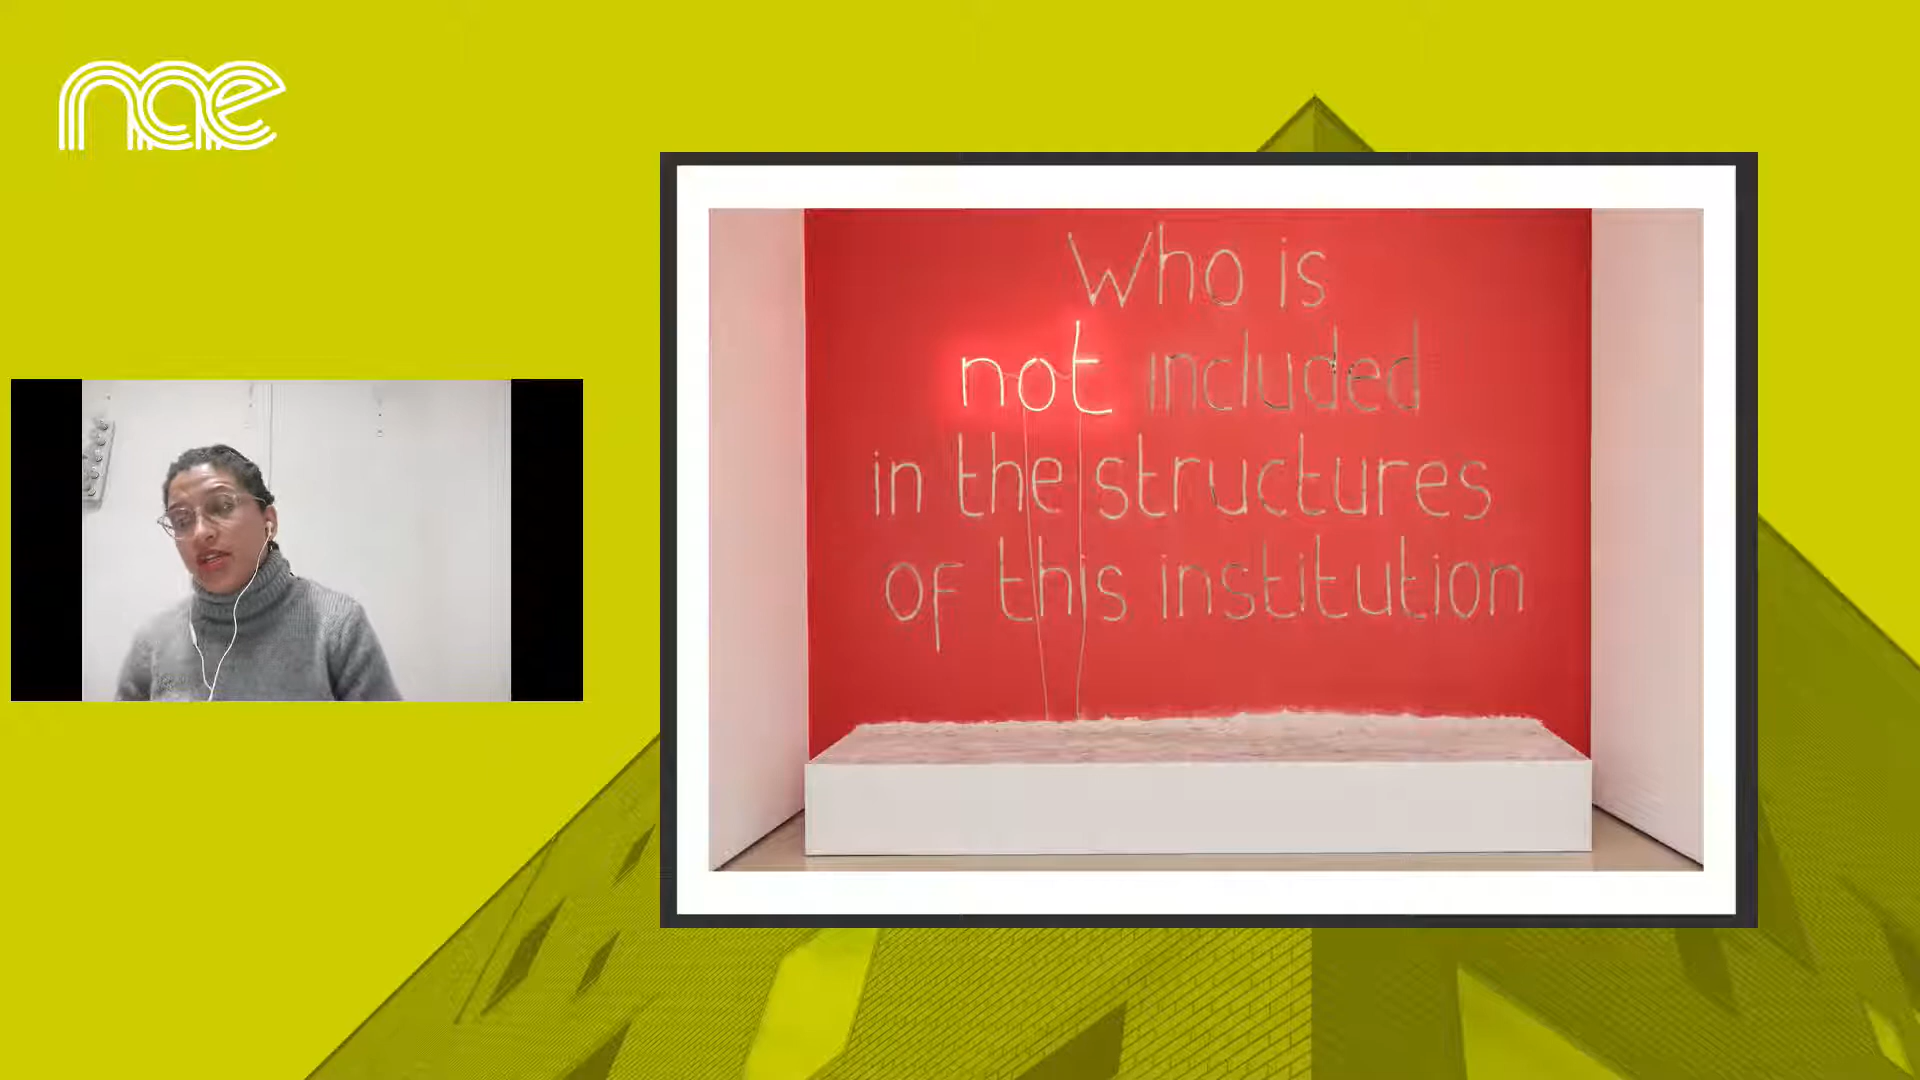 nae
Who is
not included
in the structures
of this institution